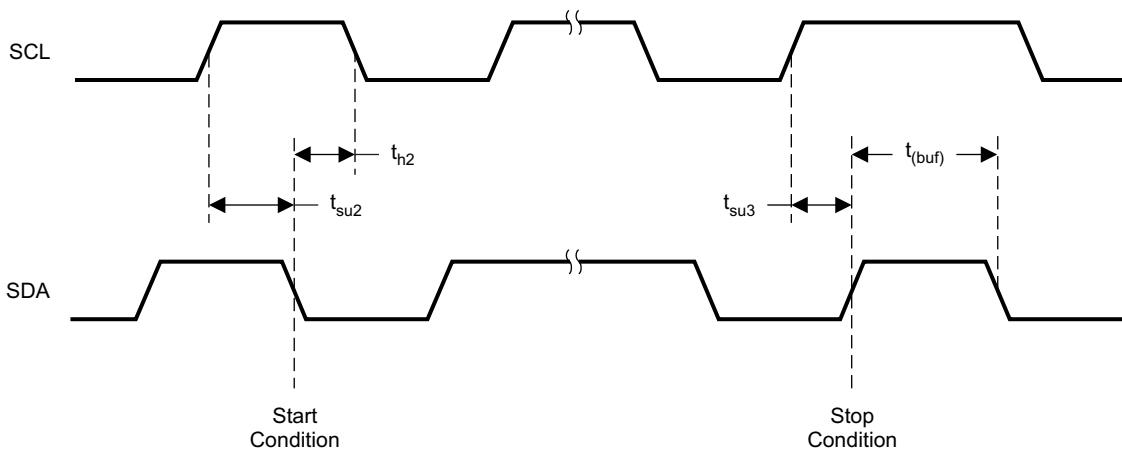 SCL
th2
t(buf)
tsu2
tsu3
SDA
Start
Condition
Stop
Condition